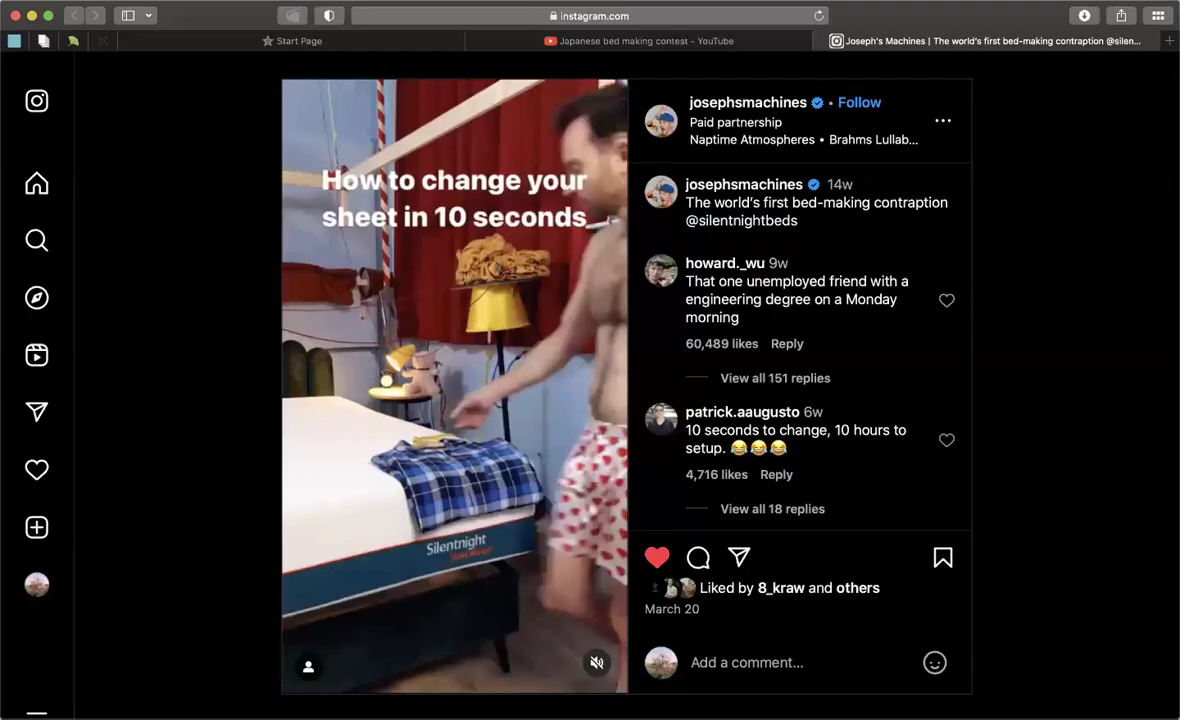 instagram.com
Start Page
Japanese bed making contest - YouTube
Joseph's Machines | The world's first bed-making contraption @silen...
How to change your
sheet in 10 seconds
Silentnight
josephsmachines • Follow
Paid partnership
Naptime Atmospheres • Brahms Lullab...
josephsmachines 14w
The world's first bed-making contraption
@silentnightbeds
howard._wu 9w
That one unemployed friend with a
engineering degree on a Monday
morning
60,489 likes Reply
View all 151 replies
patrick.aaugusto 6w
10 seconds to change, 10 hours to
setup. 😂😂😂
4,716 likes Reply
View all 18 replies
Liked by 8_kraw and others
March 20
Add a comment...